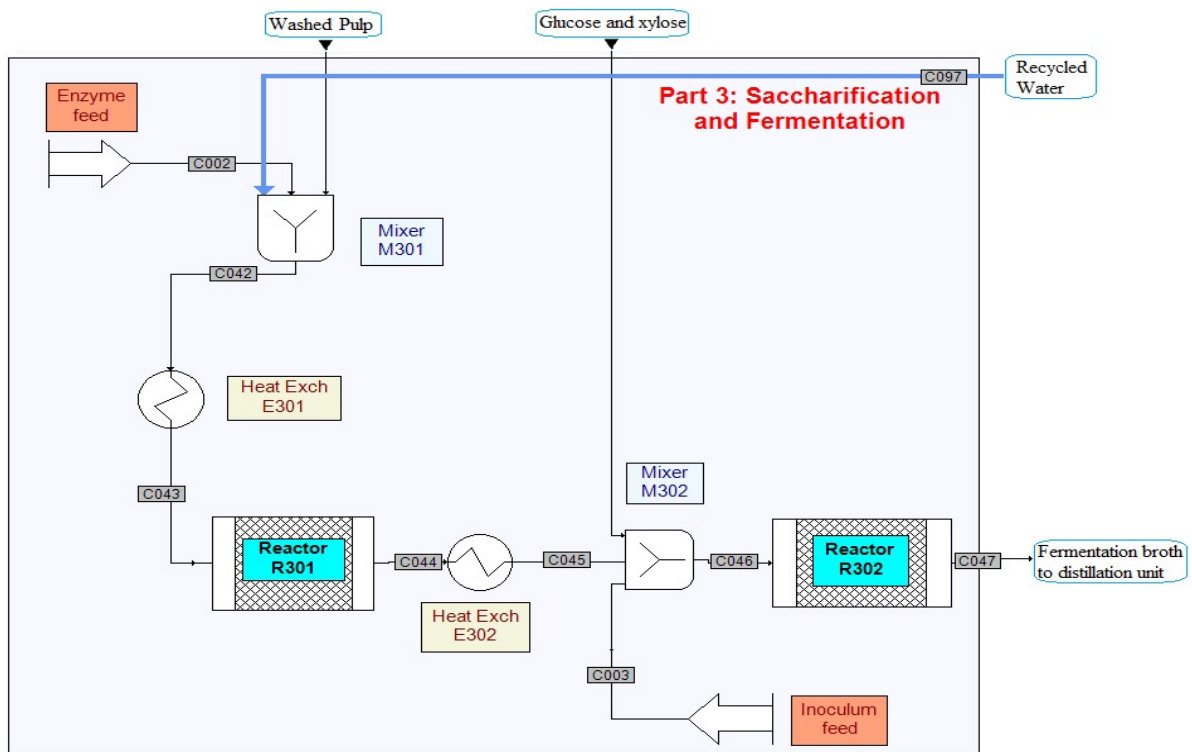 Washed Pulp
Glucose and xylose
C097
Recycled
Water
Part 3: Saccharification
and Fermentation
Enzyme
feed
C002
Mixer
M301
C042
Heat Exch
E301
C043
Mixer
M302
Reactor
R301
C044
C045
C046
Reactor
R302
C047
Fermentation broth
to distillation unit
Heat Exch
E302
C003
Inoculum
feed